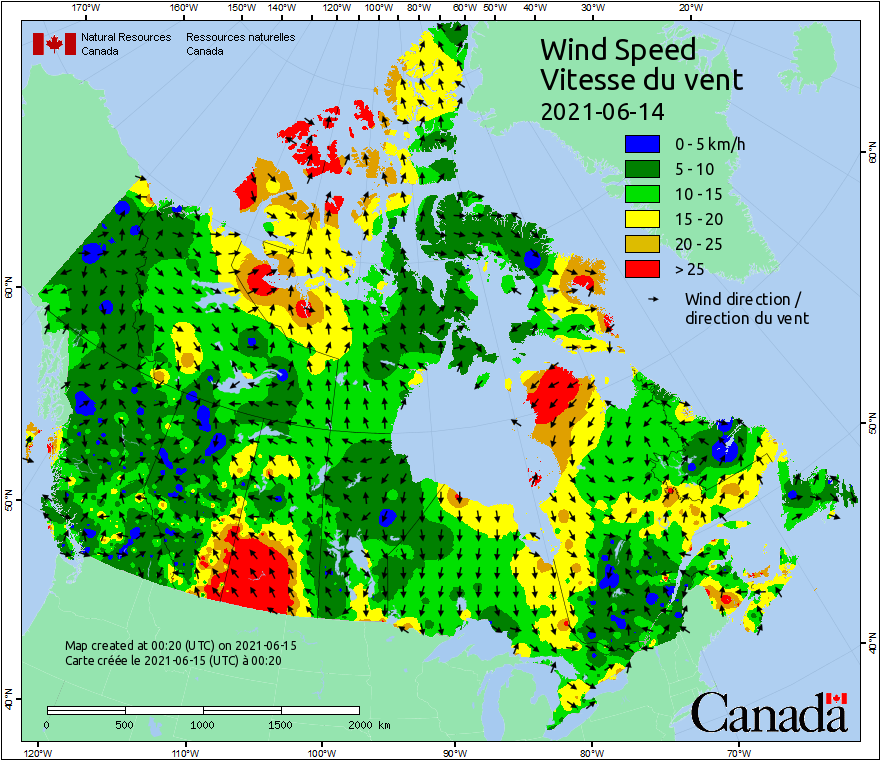 170°W 160°W 150°W 140°W 120°W 100°W 80°W 60°W 50°W 40°W 30°W 20°W
Natural Resources Ressources naturelles
Canada Canada
Wind Speed
Vitesse du vent
2021-06-14
0 - 5 km/h
5 - 10
10 - 15
15 - 20
20 - 25
> 25
Wind direction /
direction du vent
60°N
50°N
40°N
60°N
50°N
40°N
Map created at 00:20 (UTC) on 2021-06-15
Carte créée le 2021-06-15 (UTC) à 00:20
0 500 1000 1500 2000 km
Canada
120°W 110°W 100°W 90°W 80°W 70°W